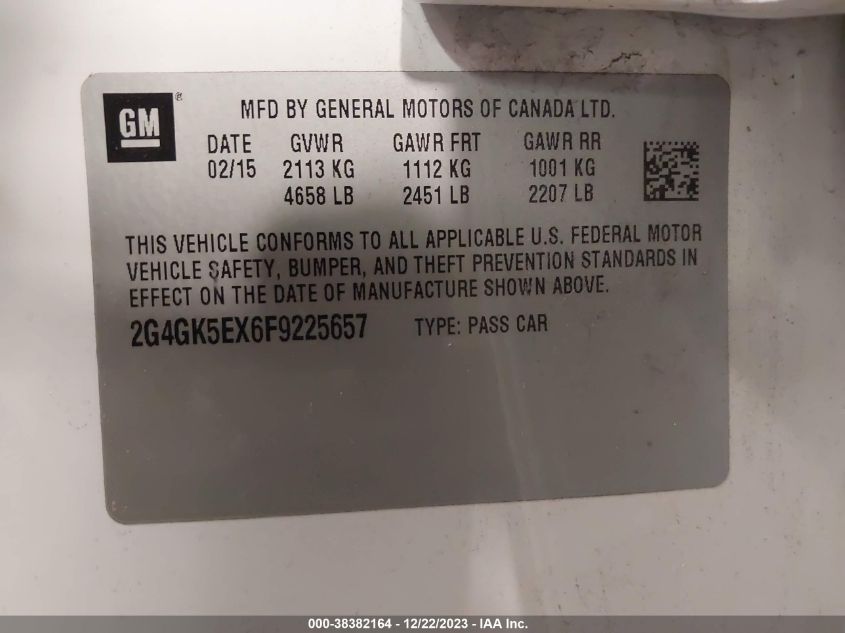 GM ®
MFD BY GENERAL MOTORS OF CANADA LTD.
DATE GVWR GAWR FRT GAWR RR
02/15 2113 KG 1112 KG 1001 KG
4658 LB 2451 LB 2207 LB
THIS VEHICLE CONFORMS TO ALL APPLICABLE U.S. FEDERAL MOTOR
VEHICLE SAFETY, BUMPER, AND THEFT PREVENTION STANDARDS IN
EFFECT ON THE DATE OF MANUFACTURE SHOWN ABOVE.
2G4GK5EX6F9225657 TYPE: PASS CAR
000-38382164 - 12/22/2023 - IAA Inc.